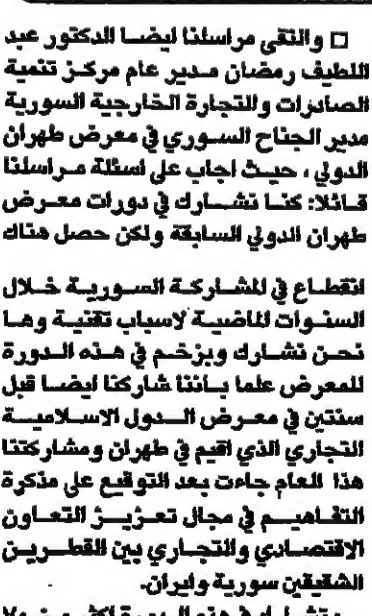 □ والتقى مراسلنا ايضا الدكتور عبد
اللطيف رمضان مدير عام مركز تنمية
الصادرات والتجارة الخارجية السورية
مدير الجناح السوري في معرض طهران
الدولي ، حيث اجاب على اسئلة مراسلنا
قائلا: كنا نشارك في دورات معرض
طهران الدولي السابقة ولكن حصل هناك
انقطاع في المشاركة السورية خلال
السنوات الماضية لاسباب تقنية وها
نحن نشارك وبزخم في هذه الدورة
للمعرض علما باننا شاركنا ايضا قبل
سنتين في معرض الدول الاسلامية
التجاري الذي اقيم في طهران ومشاركتنا
هذا العام جاءت بعد التوقيع على مذكرة
التفاهم في مجال تعزيز التعاون
الاقتصادي والتجاري بين القطرين
الشقيقين سورية وايران.